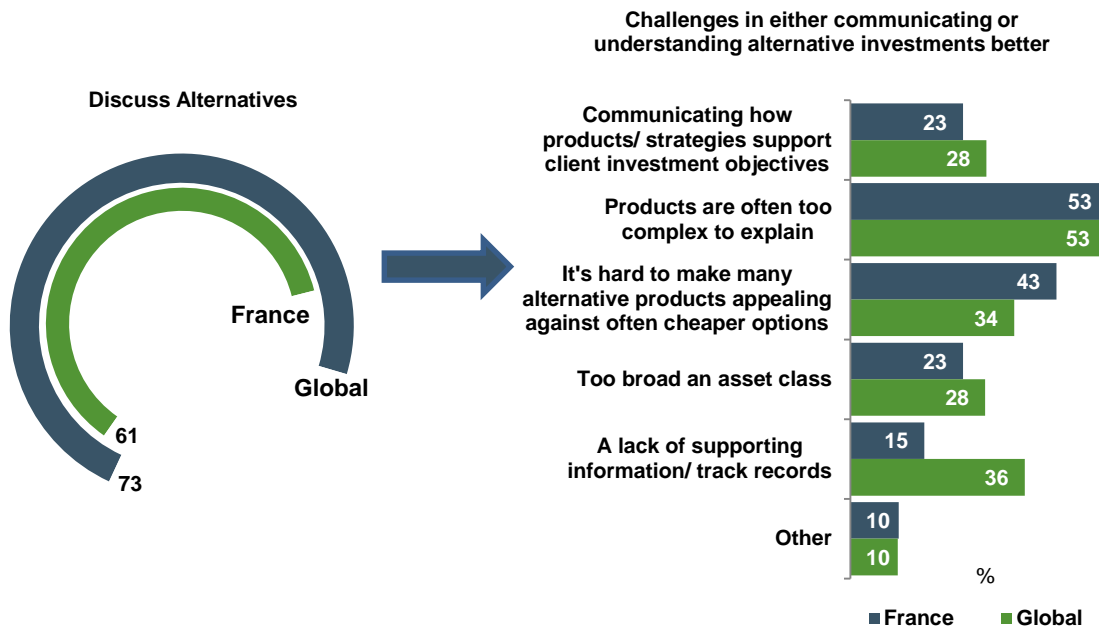 Challenges in either communicating or
understanding alternative investments better
Discuss Alternatives
France
Global
61
73
Communicating how
products/ strategies support
client investment objectives
23
28
Products are often too
complex to explain
53
53
It's hard to make many
alternative products appealing
against often cheaper options
43
34
Too broad an asset class
23
28
A lack of supporting
information/ track records
15
36
Other
10
10
%
France
Global